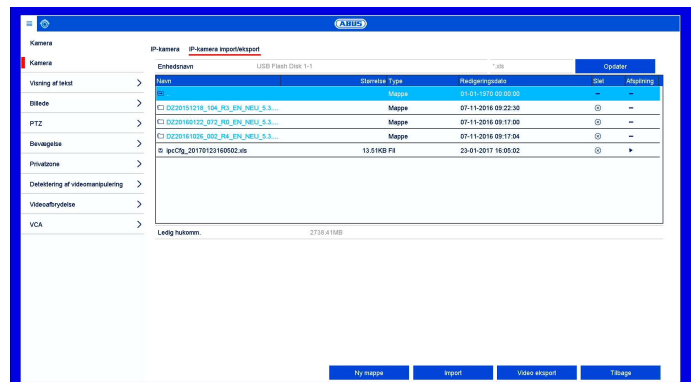 ABUS
Kamera
IP-kamera IP-kamera import/eksport
Kamera
Enhedsnavn USB Flash Disk 1-1 *.xls Opdater
Visning af tekst
Navn Størrelse Type Redigeringsdato Slet Afspilning
Mappe 01-01-1970 00:00:00 – –
Billede
DZ20151218_104_R3_EN_NEU_5.3.... Mappe 07-11-2016 09:22:30 –
PTZ
DZ20160122_072_R0_EN_NEU_5.3.... Mappe 07-11-2016 09:17:00 –
DZ20161026_002_R4_EN_NEU_5.3.... Mappe 07-11-2016 09:17:04 –
Bevægelse
ipcCfg_20170123160502.xls 13.51KB Fil 23-01-2017 16:05:02
Privatzone
Detektering af videomanipulering
Videoafbrydelse
VCA
Ledig hukomm. 2738.41MB
Ny mappe Import Video eksport Tilbage